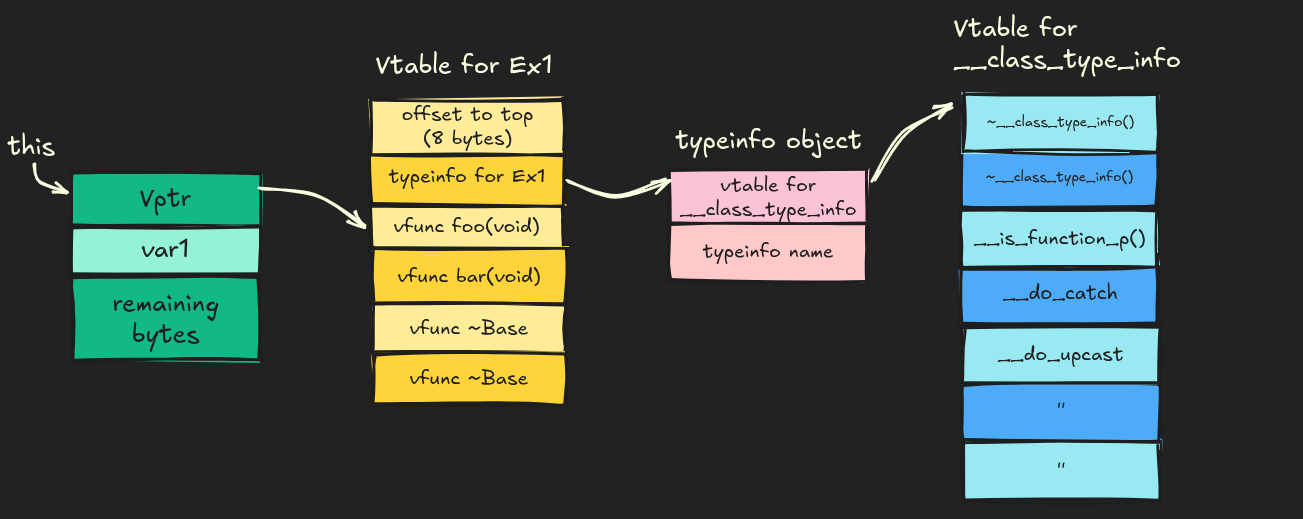 this
Vptr
var1
remaining
bytes
Vtable for Ex1
offset to top
(8 bytes)
typeinfo for Ex1
vfunc foo(void)
vfunc bar(void)
vfunc ~Base
vfunc ~Base
typeinfo object
vtable for
__class_type_info
typeinfo name
Vtable for
__class_type_info
~__class_type_info()
~__class_type_info()
__is_function_p()
__do_catch
__do_upcast
"
"